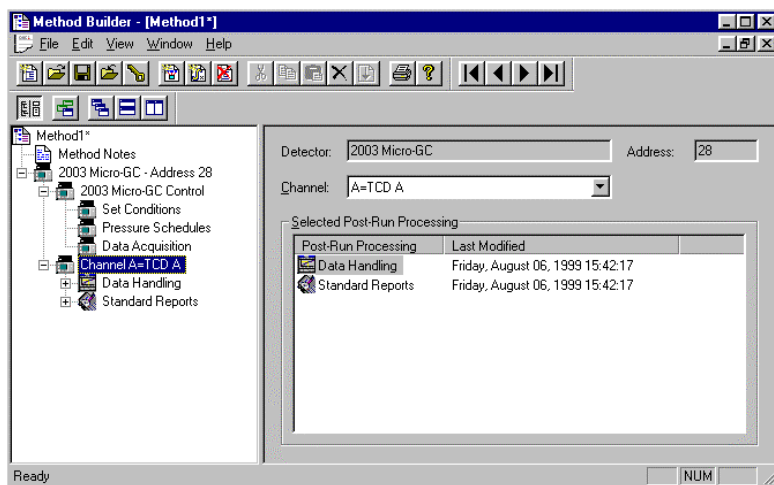 Method Builder - [Method1*]
File Edit View Window Help
Method1*
Method Notes
2003 Micro-GC - Address 28
2003 Micro-GC Control
Set Conditions
Pressure Schedules
Data Acquisition
Channel A=TCD A
Data Handling
Standard Reports
Detector: 2003 Micro-GC Address: 28
Channel: A=TCD A
Selected Post-Run Processing
Post-Run Processing Last Modified
Data Handling Friday, August 06, 1999 15:42:17
Standard Reports Friday, August 06, 1999 15:42:17
Ready NUM